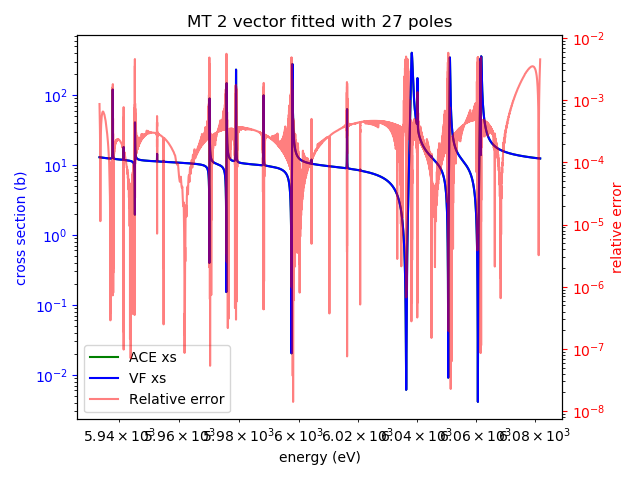 MT 2 vector fitted with 27 poles
cross section (b)
10²
10¹
10⁰
10⁻¹
10⁻²
10⁻²
10⁻³
10⁻⁴
10⁻⁵
10⁻⁶
10⁻⁷
10⁻⁸
relative error
ACE xs
VF xs
Relative error
5.94 × 10³ 5.96 × 10³ 5.98 × 10³ 6 × 10³ 6.02 × 10³ 6.04 × 10³ 6.06 × 10³ 6.08 × 10³
energy (eV)